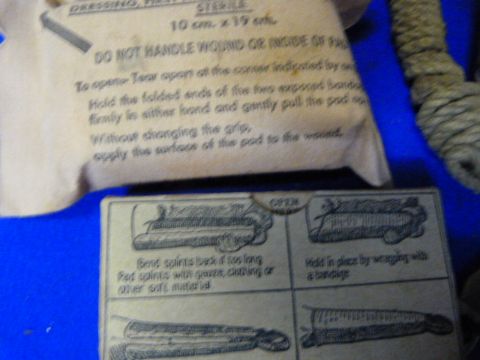 DRESSING, FIRST
STERILE
10 cm. x 19 cm.
DO NOT HANDLE WOUND OR INSIDE OF
To open:- Tear apart at the corner indicated by
Hold the folded ends of the two exposed
firmly in either hand and gently pull the pad
Without changing the grip,
apply the surface of the pad to the wound.
OPEN
Bend splints back if too long
Pad splints with gauze, clothing or
other soft material
Hold in place by wrapping with
a bandage